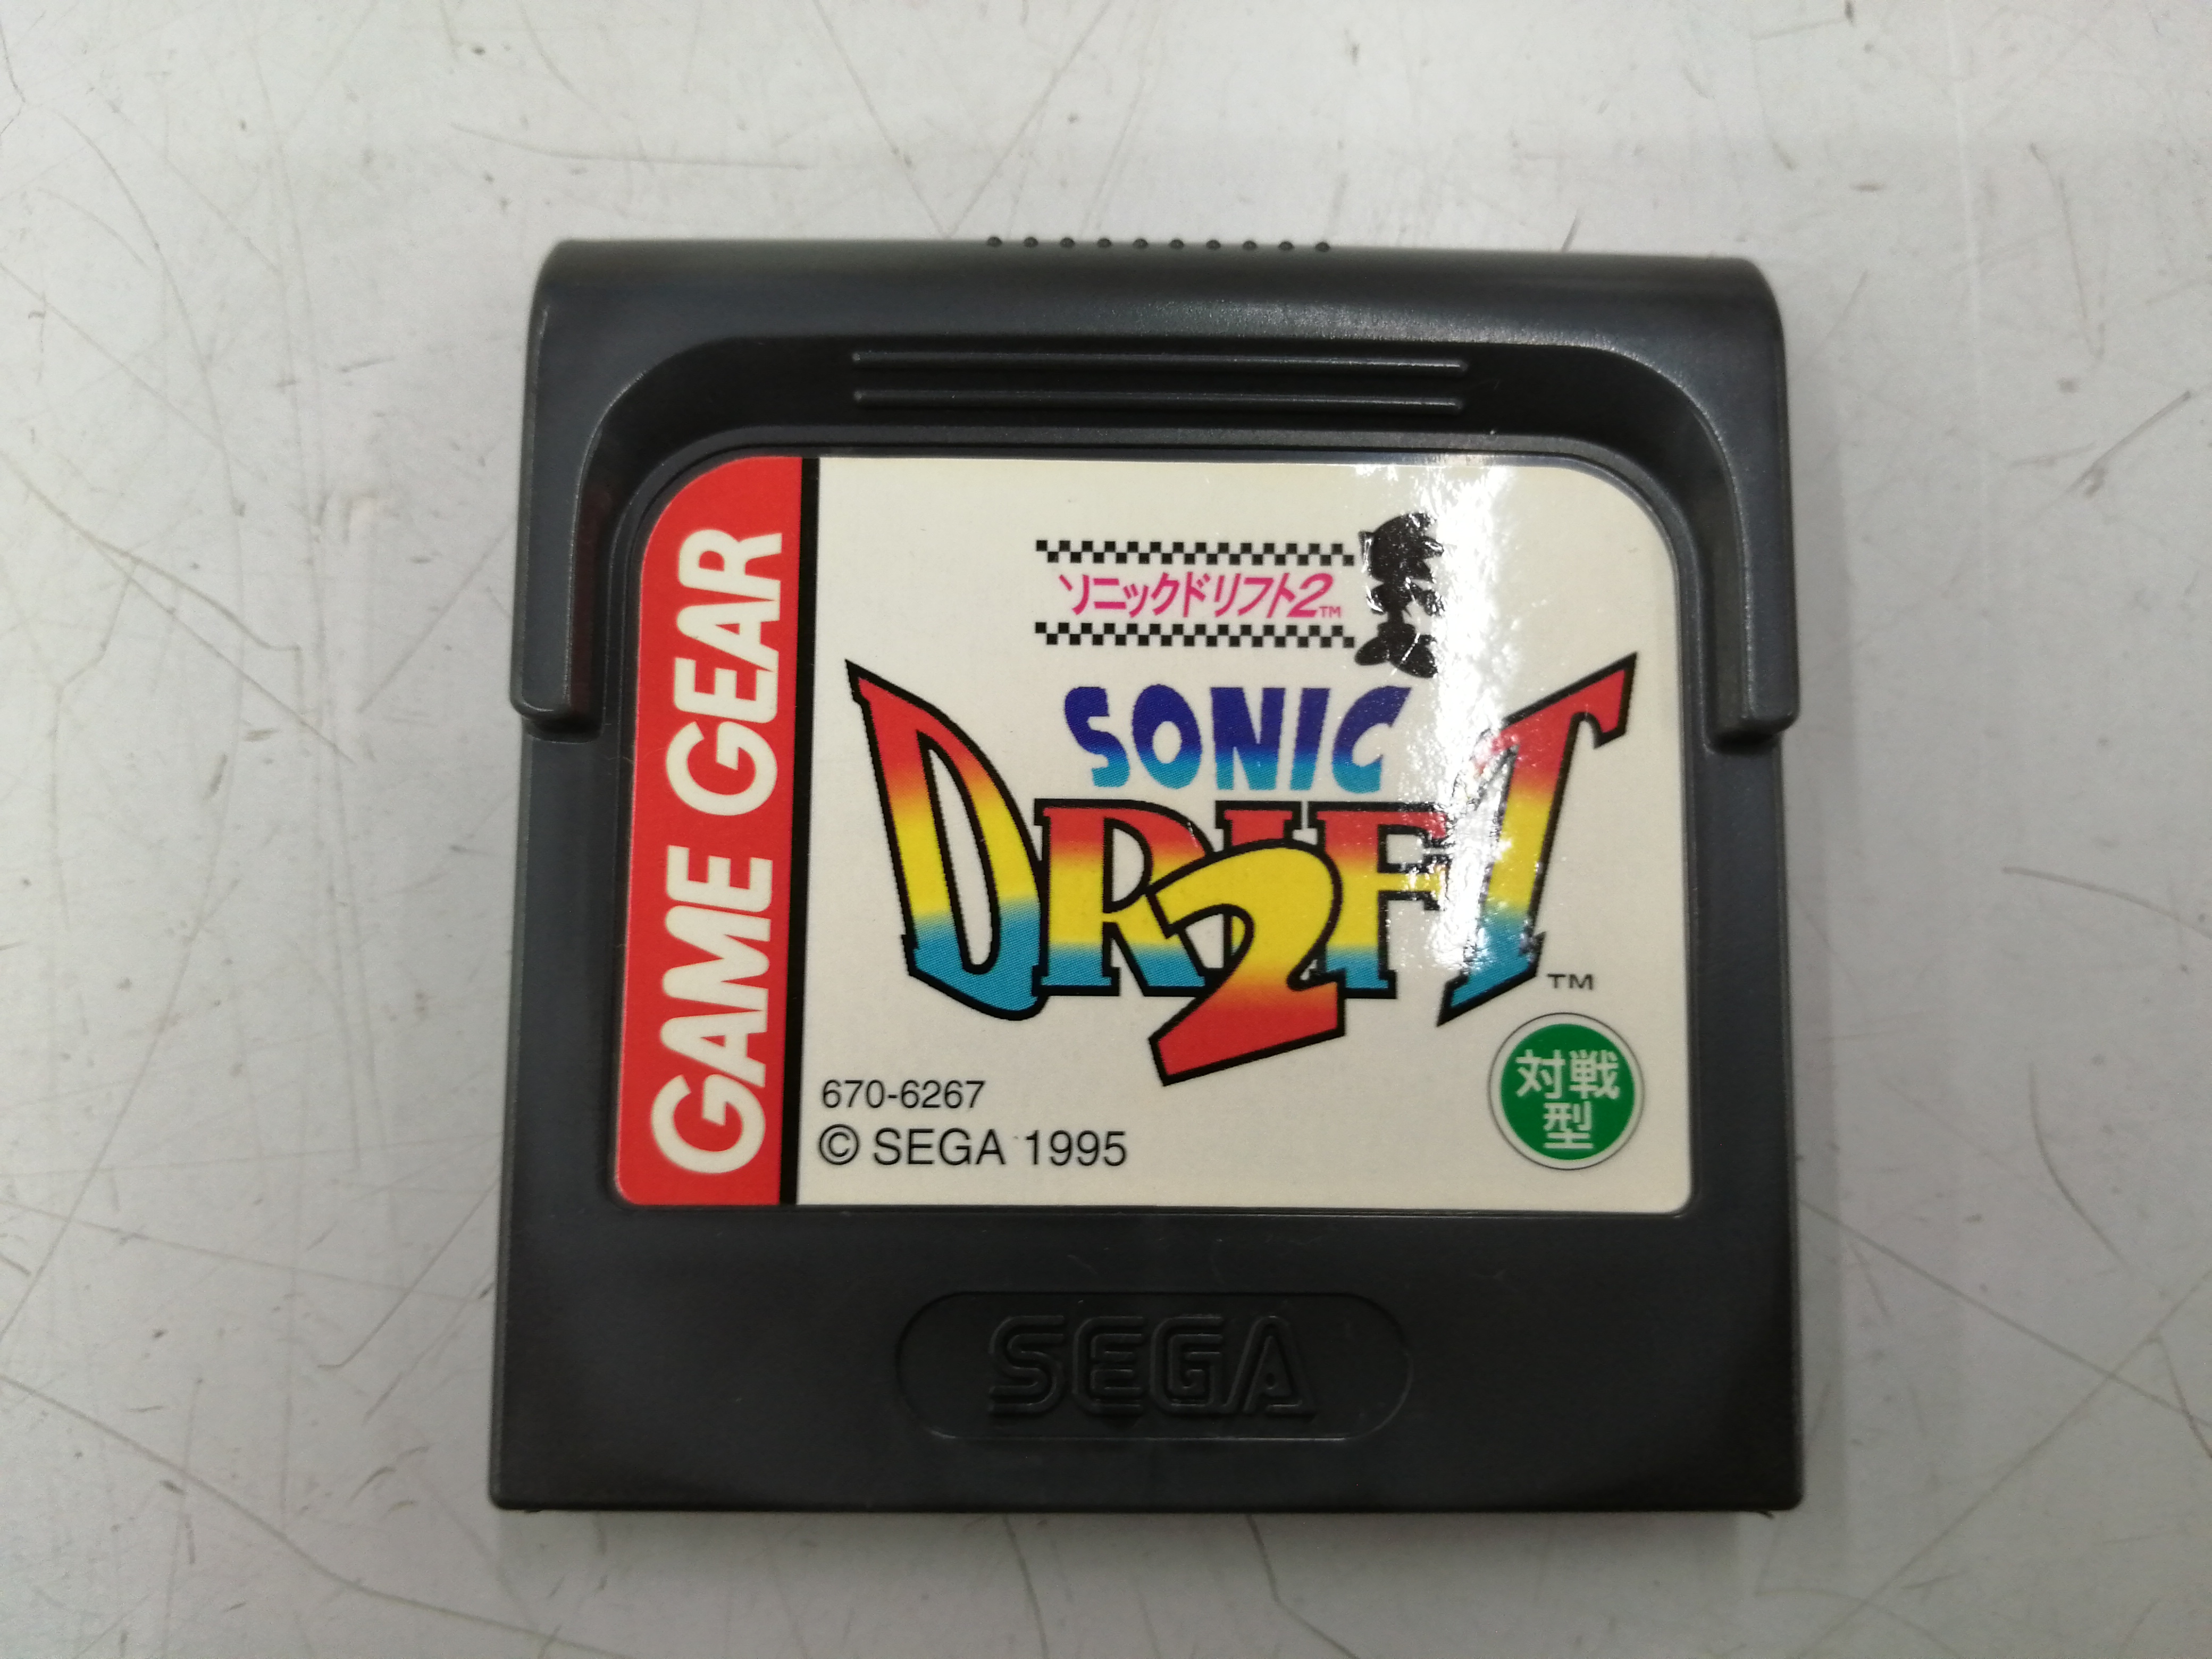 GAME GEAR
ソニックドリフト2™
SONIC
DRIFT
2
™
670-6267
© SEGA 1995
対戦
型
SEGA